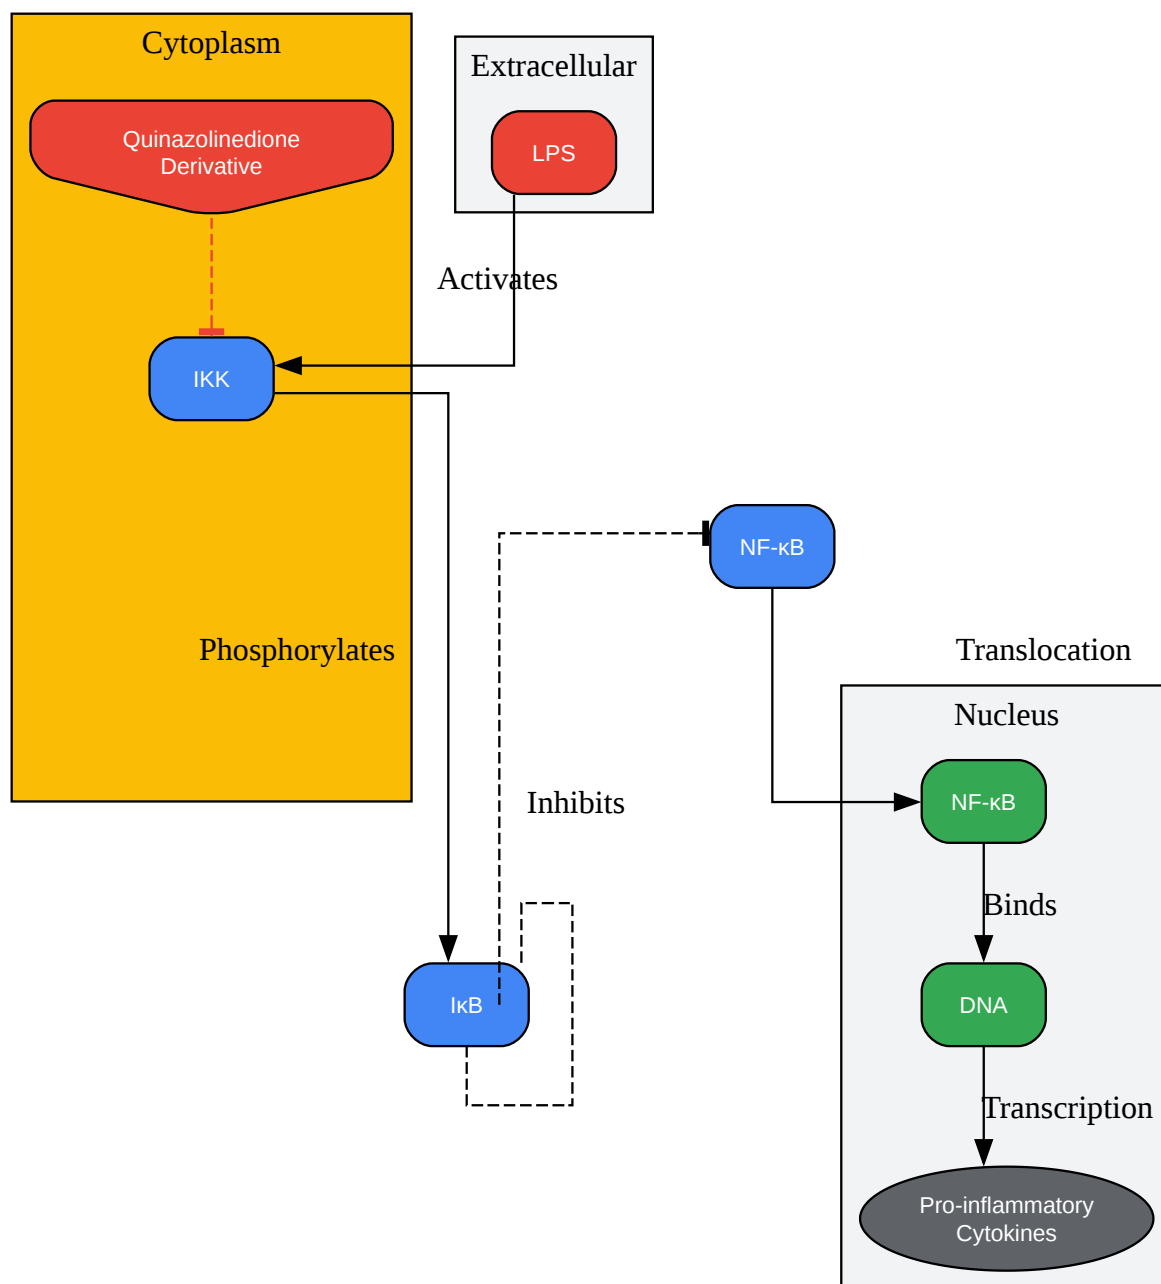 Cytoplasm
Extracellular
Quinazolinedione
Derivative
LPS
Activates
IKK
NF-κB
Phosphorylates
Translocation
Nucleus
Inhibits
NF-κB
Binds
IκB
DNA
Transcription
Pro-inflammatory
Cytokines